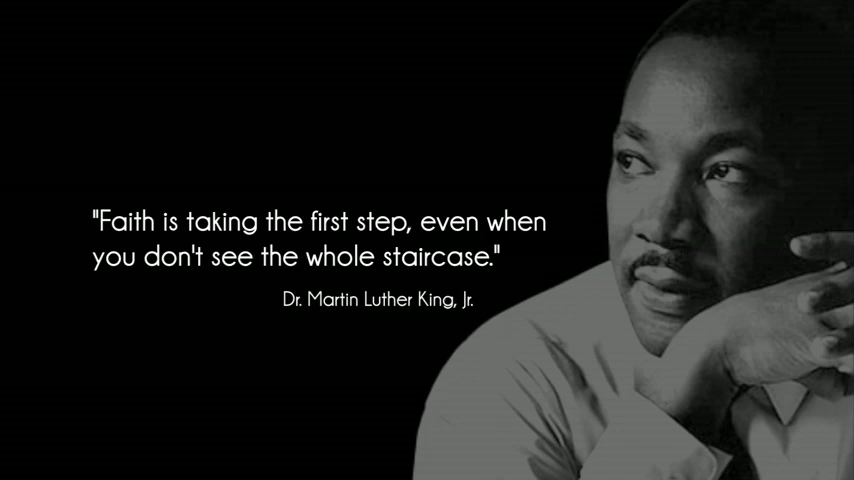 "Faith is taking the first step, even when
you don't see the whole staircase."
Dr. Martin Luther King, Jr.